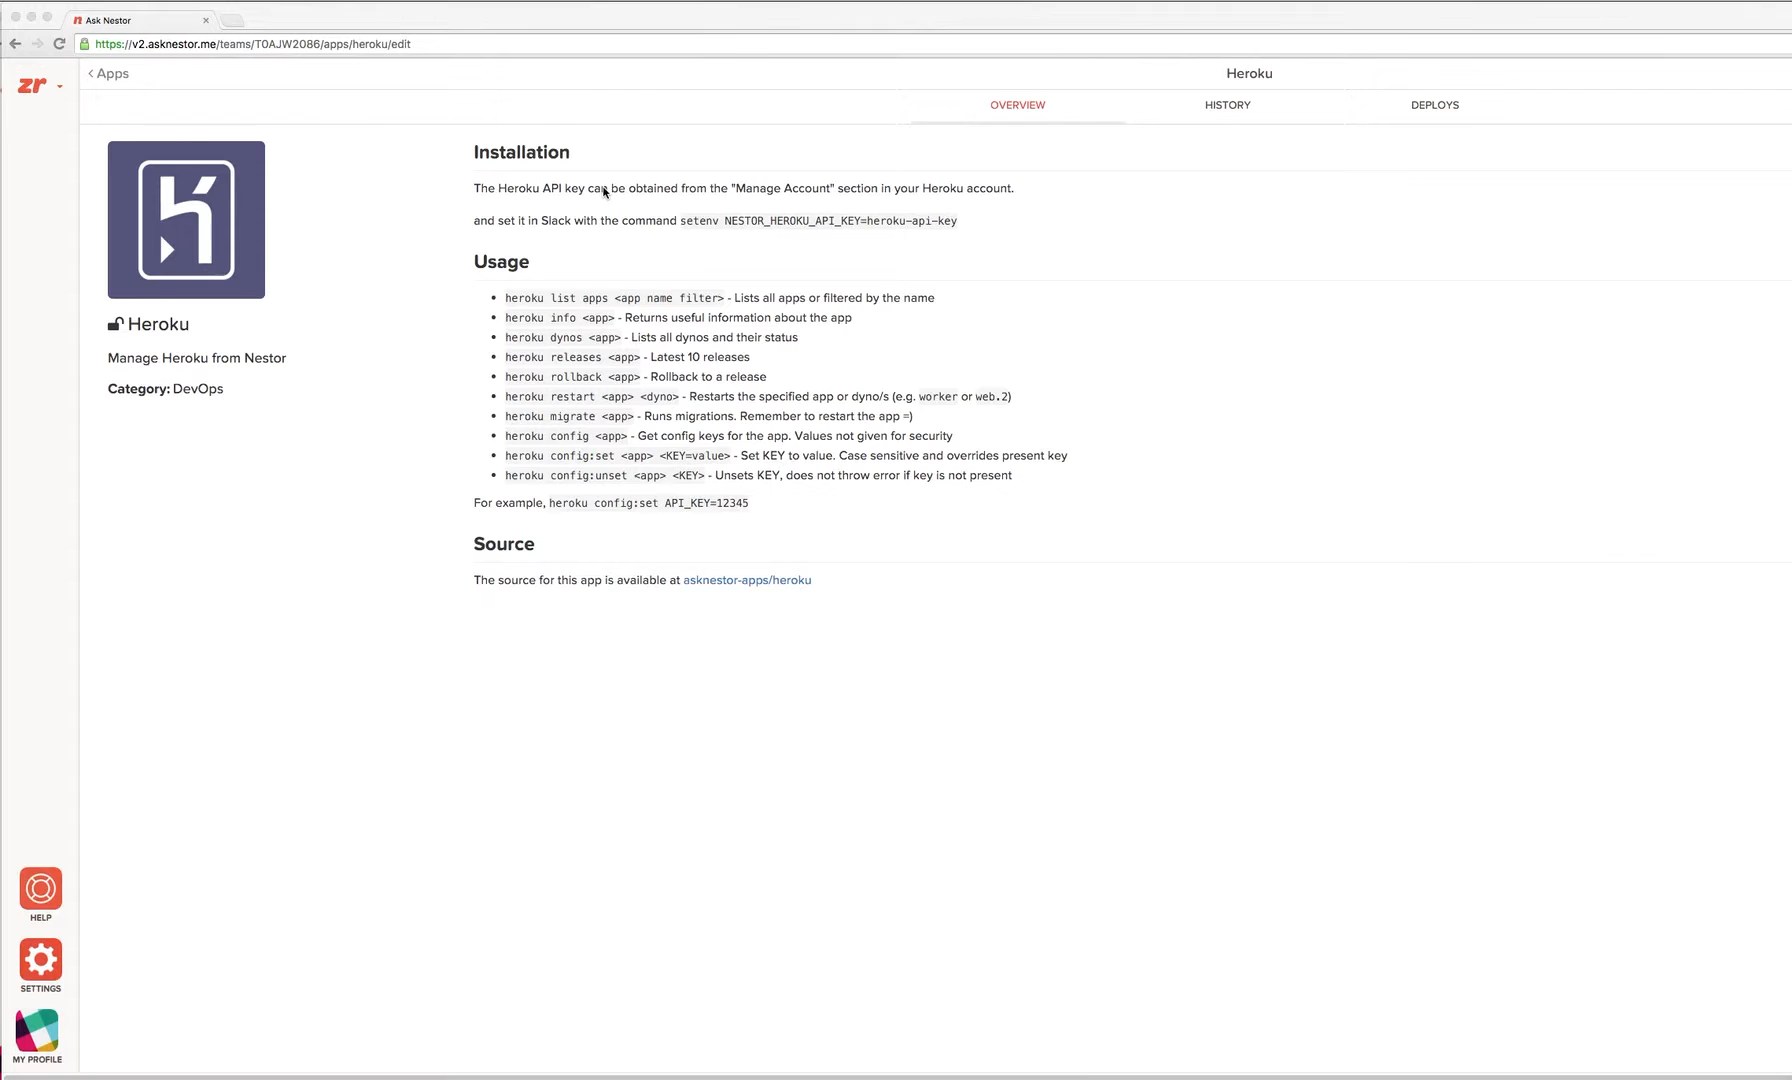 Ask Nestor
https://v2.asknestor.me/teams/T0AJW2086/apps/heroku/edit
zr
Apps
Heroku
OVERVIEW
HISTORY
DEPLOYS
Heroku
Manage Heroku from Nestor
Category: DevOps
Installation
The Heroku API key can be obtained from the "Manage Account" section in your Heroku account.
and set it in Slack with the command setenv NESTOR_HEROKU_API_KEY=heroku-api-key
Usage
heroku list apps <app name filter> - Lists all apps or filtered by the name
heroku info <app> - Returns useful information about the app
heroku dynos <app> - Lists all dynos and their status
heroku releases <app> - Latest 10 releases
heroku rollback <app> - Rollback to a release
heroku restart <app> <dyno> - Restarts the specified app or dyno/s (e.g. worker or web.2)
heroku migrate <app> - Runs migrations. Remember to restart the app =)
heroku config <app> - Get config keys for the app. Values not given for security
heroku config:set <app> <KEY=value> - Set KEY to value. Case sensitive and overrides present key
heroku config:unset <app> <KEY> - Unsets KEY, does not throw error if key is not present
For example, heroku config:set API_KEY=12345
Source
The source for this app is available at asknestor-apps/heroku
HELP
SETTINGS
MY PROFILE